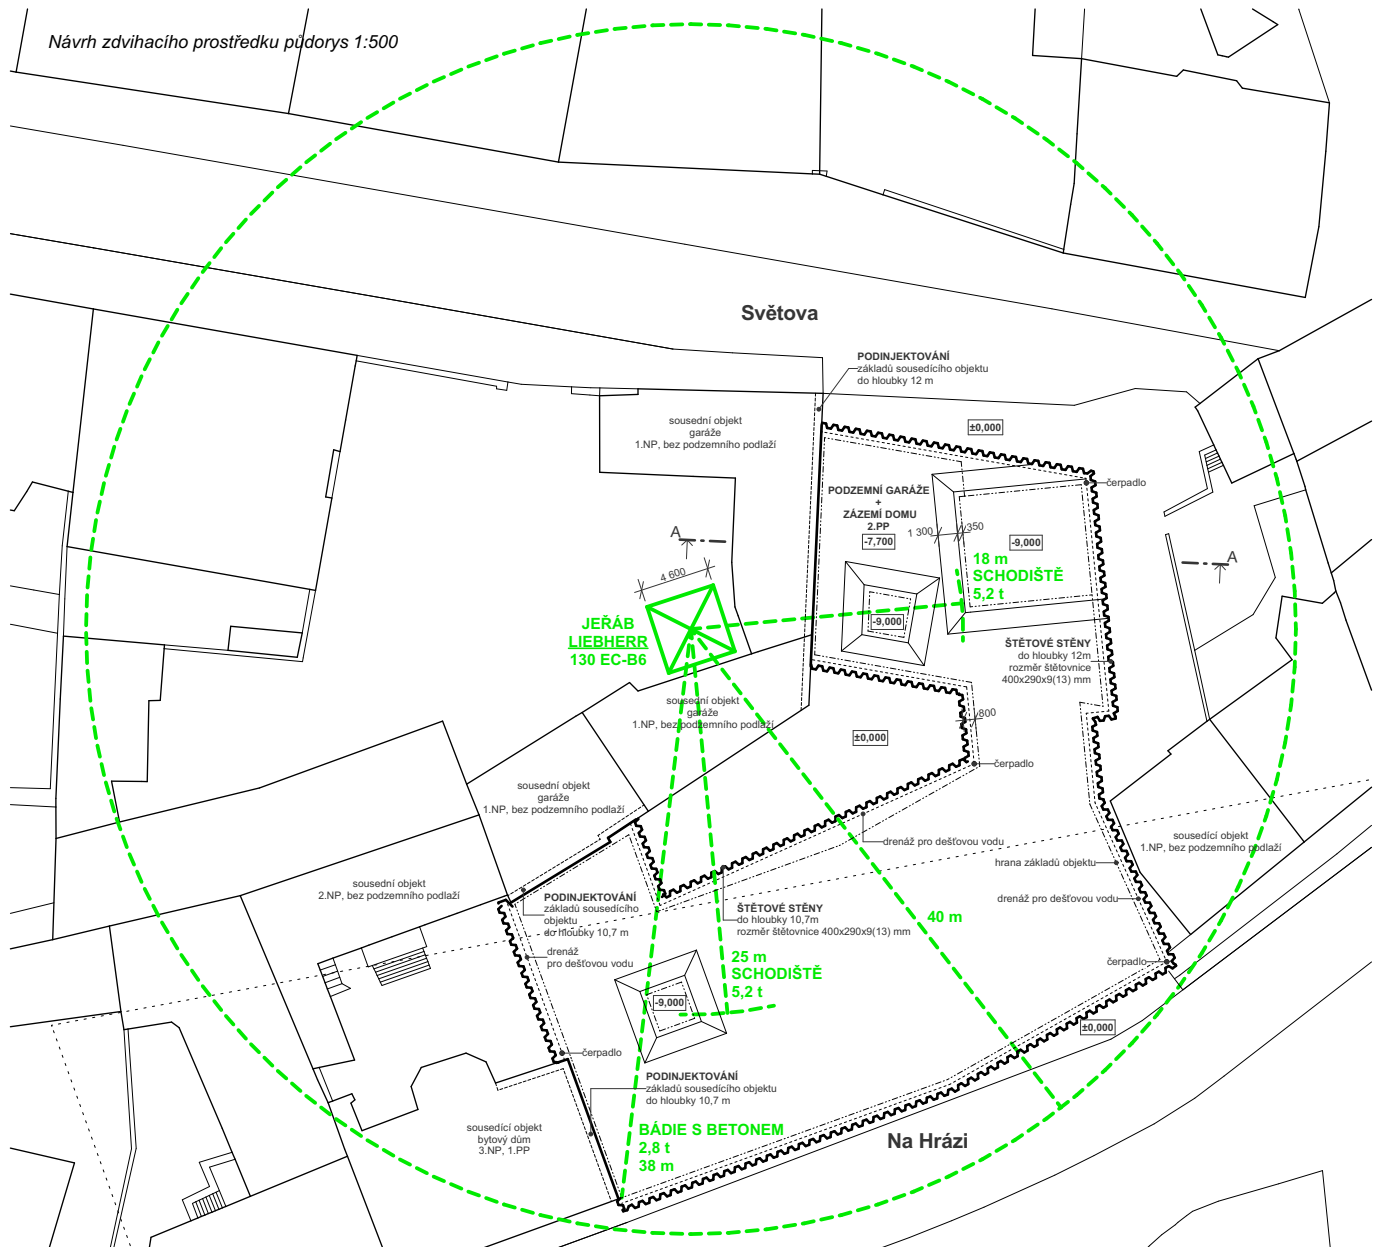 Návrh zdvihacího prostředku půdorys 1:500
Světova
PODINJEKTOVÁNÍ
základů sousedícího objektu
do hloubky 12 m
sousední objekt
garáže
1.NP, bez podzemního podlaží
±0,000
čerpadlo
PODZEMNÍ GARÁŽE
+
ZÁZEMÍ DOMU
2.PP
-7,700
1 300
350
-9,000
A
A
18 m
SCHODIŠTĚ
5,2 t
4 600
JEŘÁB
LIEBHERR
130 EC-B6
-9,000
ŠTĚTOVÉ STĚNY
do hloubky 12m
rozměr štětovnice
400x290x9(13) mm
sousední objekt
garáže
1.NP, bez podzemního podlaží
800
±0,000
čerpadlo
sousední objekt
garáže
1.NP, bez podzemního podlaží
drenáž pro dešťovou vodu
sousedící objekt
1.NP, bez podzemního podlaží
hrana základů objektu
sousední objekt
2.NP, bez podzemního podlaží
drenáž pro dešťovou vodu
PODINJEKTOVÁNÍ
základů sousedícího
objektu
do hloubky 10,7 m
ŠTĚTOVÉ STĚNY
do hloubky 10,7m
rozměr štětovnice 400x290x9(13) mm
40 m
drenáž
pro dešťovou vodu
25 m
SCHODIŠTĚ
5,2 t
čerpadlo
-9,000
±0,000
čerpadlo
PODINJEKTOVÁNÍ
základů sousedícího objektu
do hloubky 10,7 m
sousedící objekt
bytový dům
3.NP, 1.PP
BÁDIE S BETONEM
2,8 t
38 m
Na Hrázi